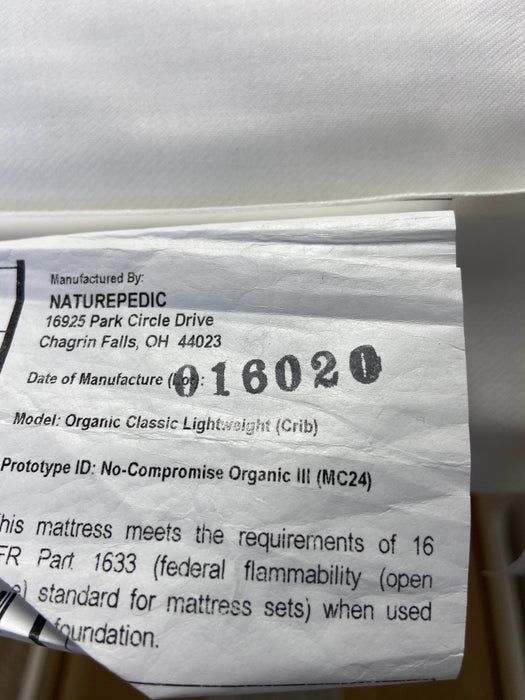 Manufactured By:
NATUREPEDIC
16925 Park Circle Drive
Chagrin Falls, OH 44023
Date of Manufacture (Lot): 016020
Model: Organic Classic Lightweight (Crib)
Prototype ID: No-Compromise Organic III (MC24)
his mattress meets the requirements of 16
FR Part 1633 (federal flammability (open
e) standard for mattress sets) when used
foundation.